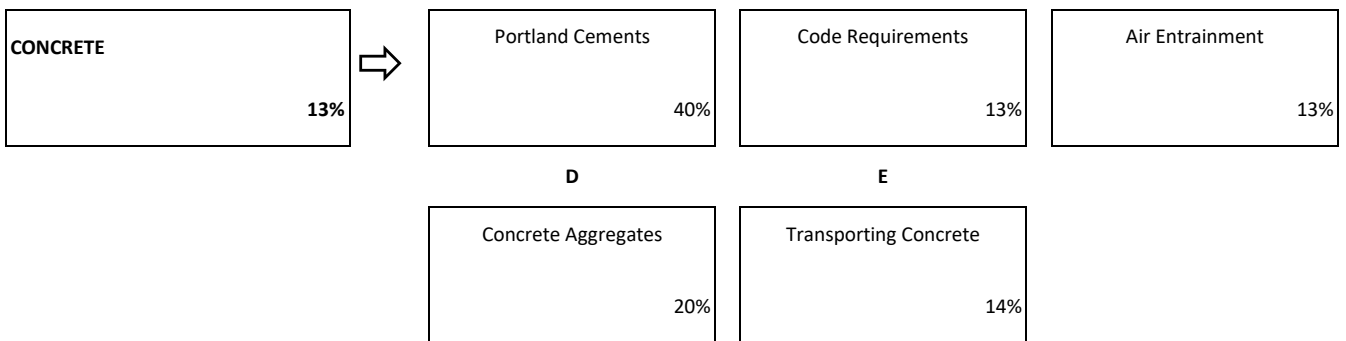 CONCRETE
13%
Portland Cements
40%
Code Requirements
13%
Air Entrainment
13%
D
E
Concrete Aggregates
20%
Transporting Concrete
14%